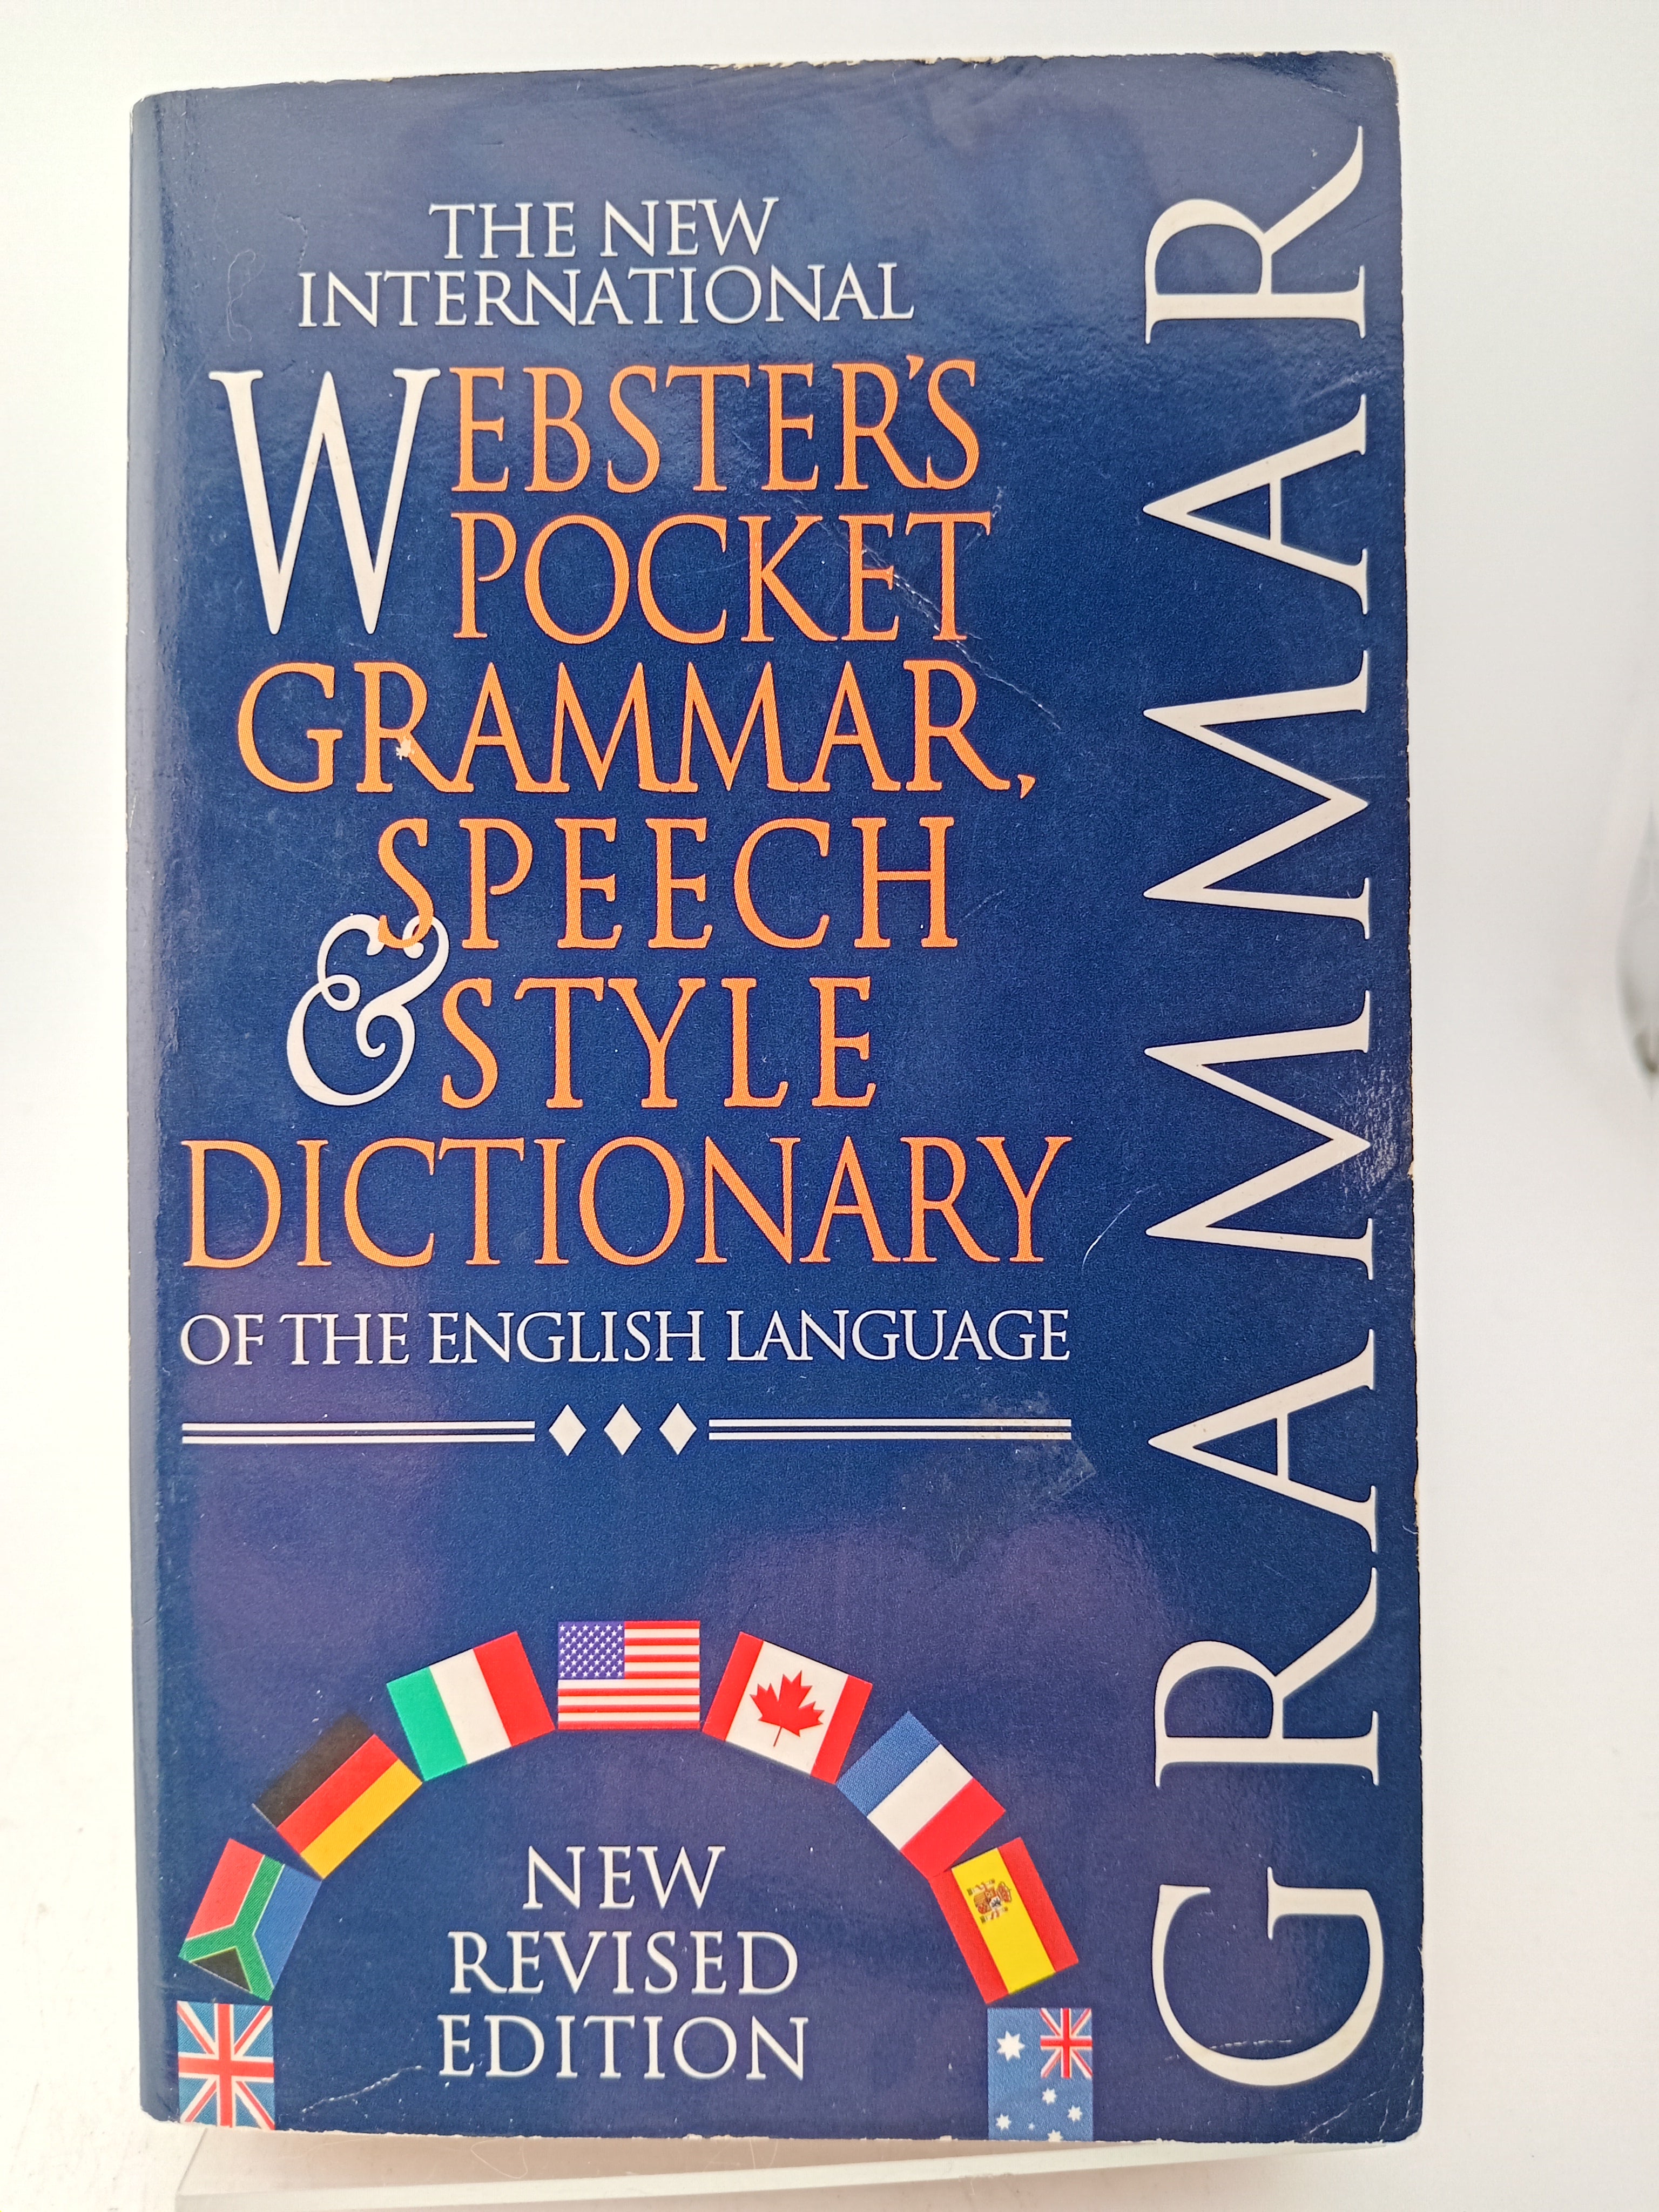 THE NEW
INTERNATIONAL
WEBSTER'S
POCKET
GRAMMAR,
SPEECH
& STYLE
DICTIONARY
OF THE ENGLISH LANGUAGE
NEW
REVISED
EDITION
GRAMMAR